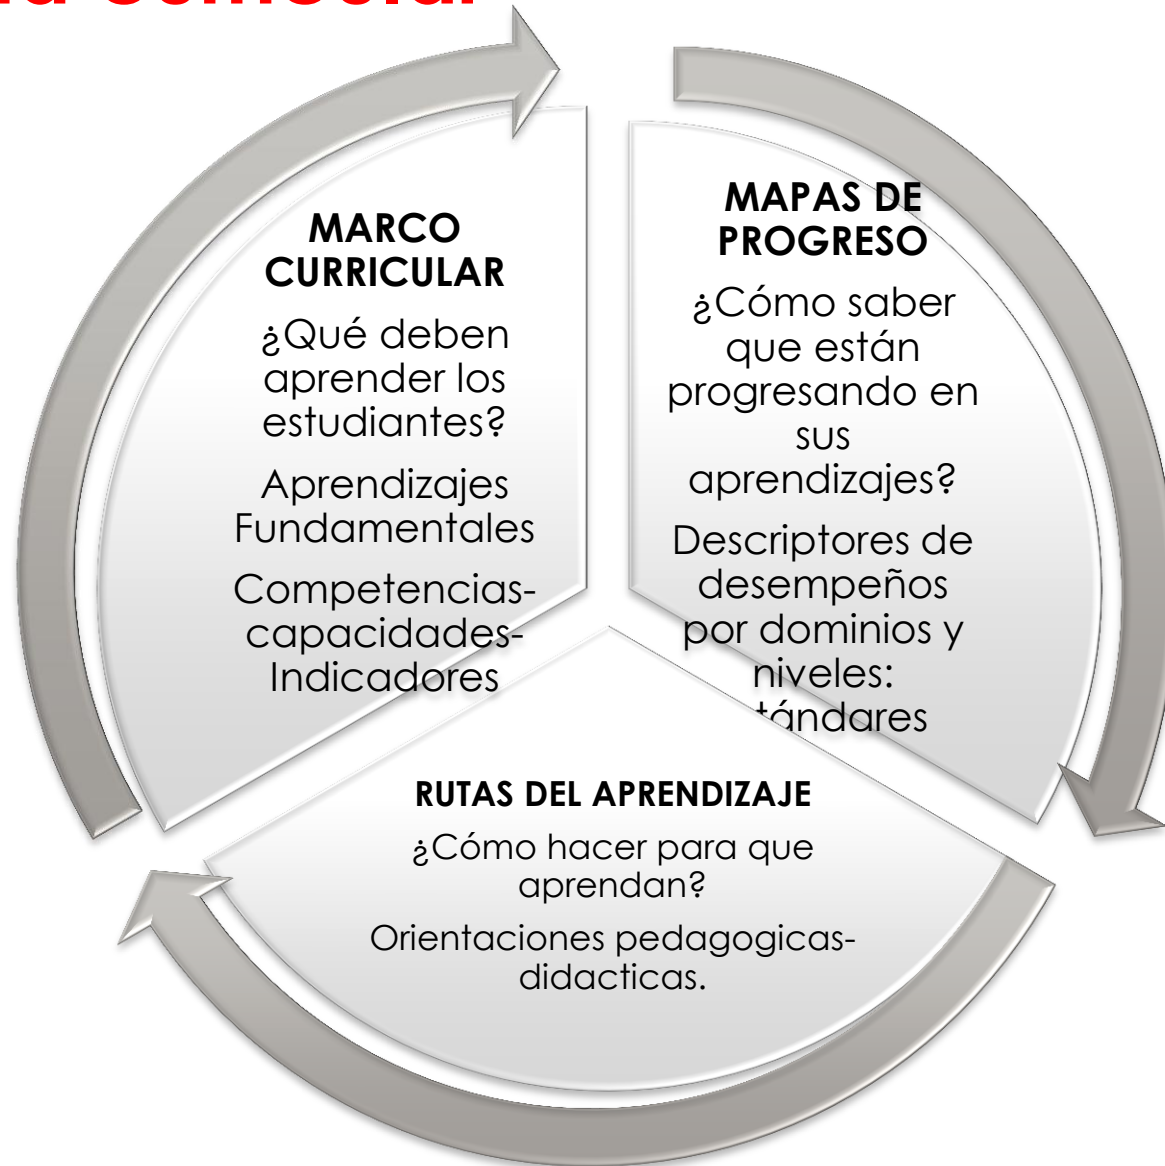 MARCO
CURRICULAR
¿Qué deben
aprender los
estudiantes?
Aprendizajes
Fundamentales
Competencias-
capacidades-
Indicadores
MAPAS DE
PROGRESO
¿Cómo saber
que están
progresando en
sus
aprendizajes?
Descriptores de
desempeños
por dominios y
niveles:
tándares
RUTAS DEL APRENDIZAJE
¿Cómo hacer para que
aprendan?
Orientaciones pedagogicas-
didacticas.